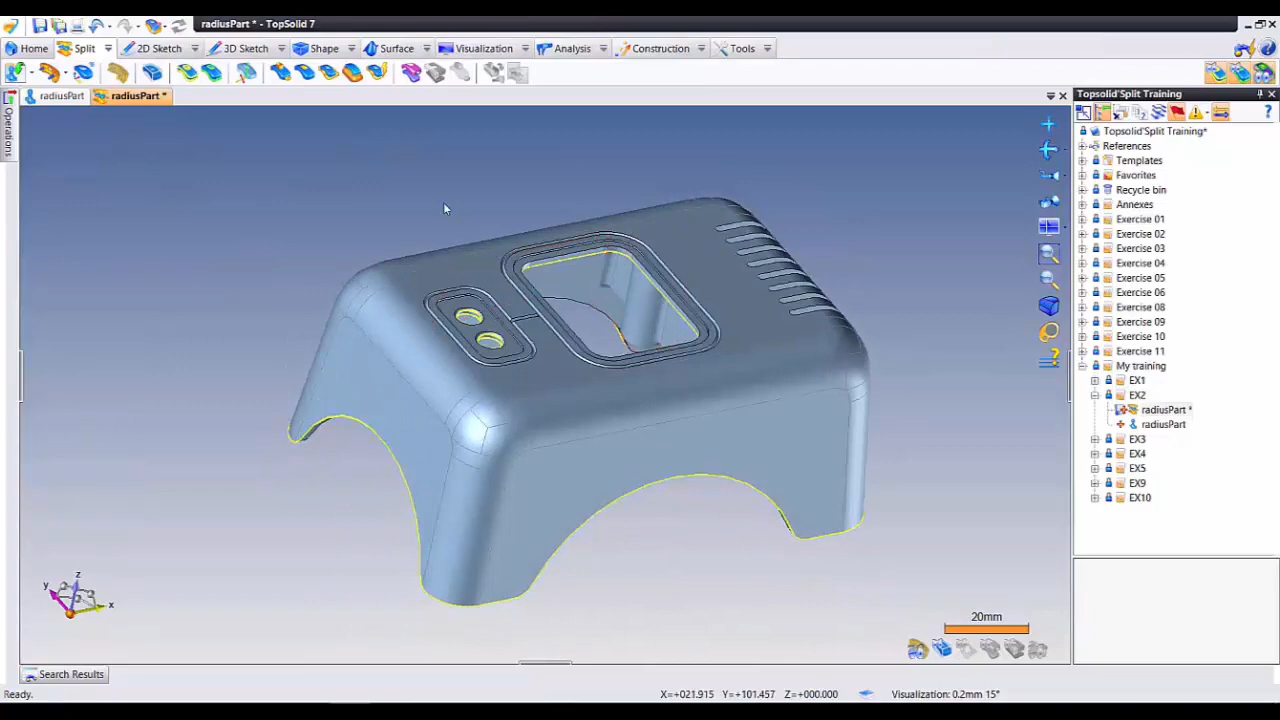 radiusPart * - TopSolid 7
Home Split 2D Sketch 3D Sketch Shape Surface Visualization Analysis Construction Tools
radiusPart radiusPart *
Operations
Topsolid'Split Training
Topsolid'Split Training*
References
Templates
Favorites
Recycle bin
Annexes
Exercise 01
Exercise 02
Exercise 03
Exercise 04
Exercise 05
Exercise 06
Exercise 08
Exercise 09
Exercise 10
Exercise 11
My training
EX1
EX2
radiusPart *
radiusPart
EX3
EX4
EX5
EX9
EX10
z
y
x
20mm
Search Results
Ready.
X=+021.915 Y=+101.457 Z=+000.000 Visualization: 0.2mm 15°